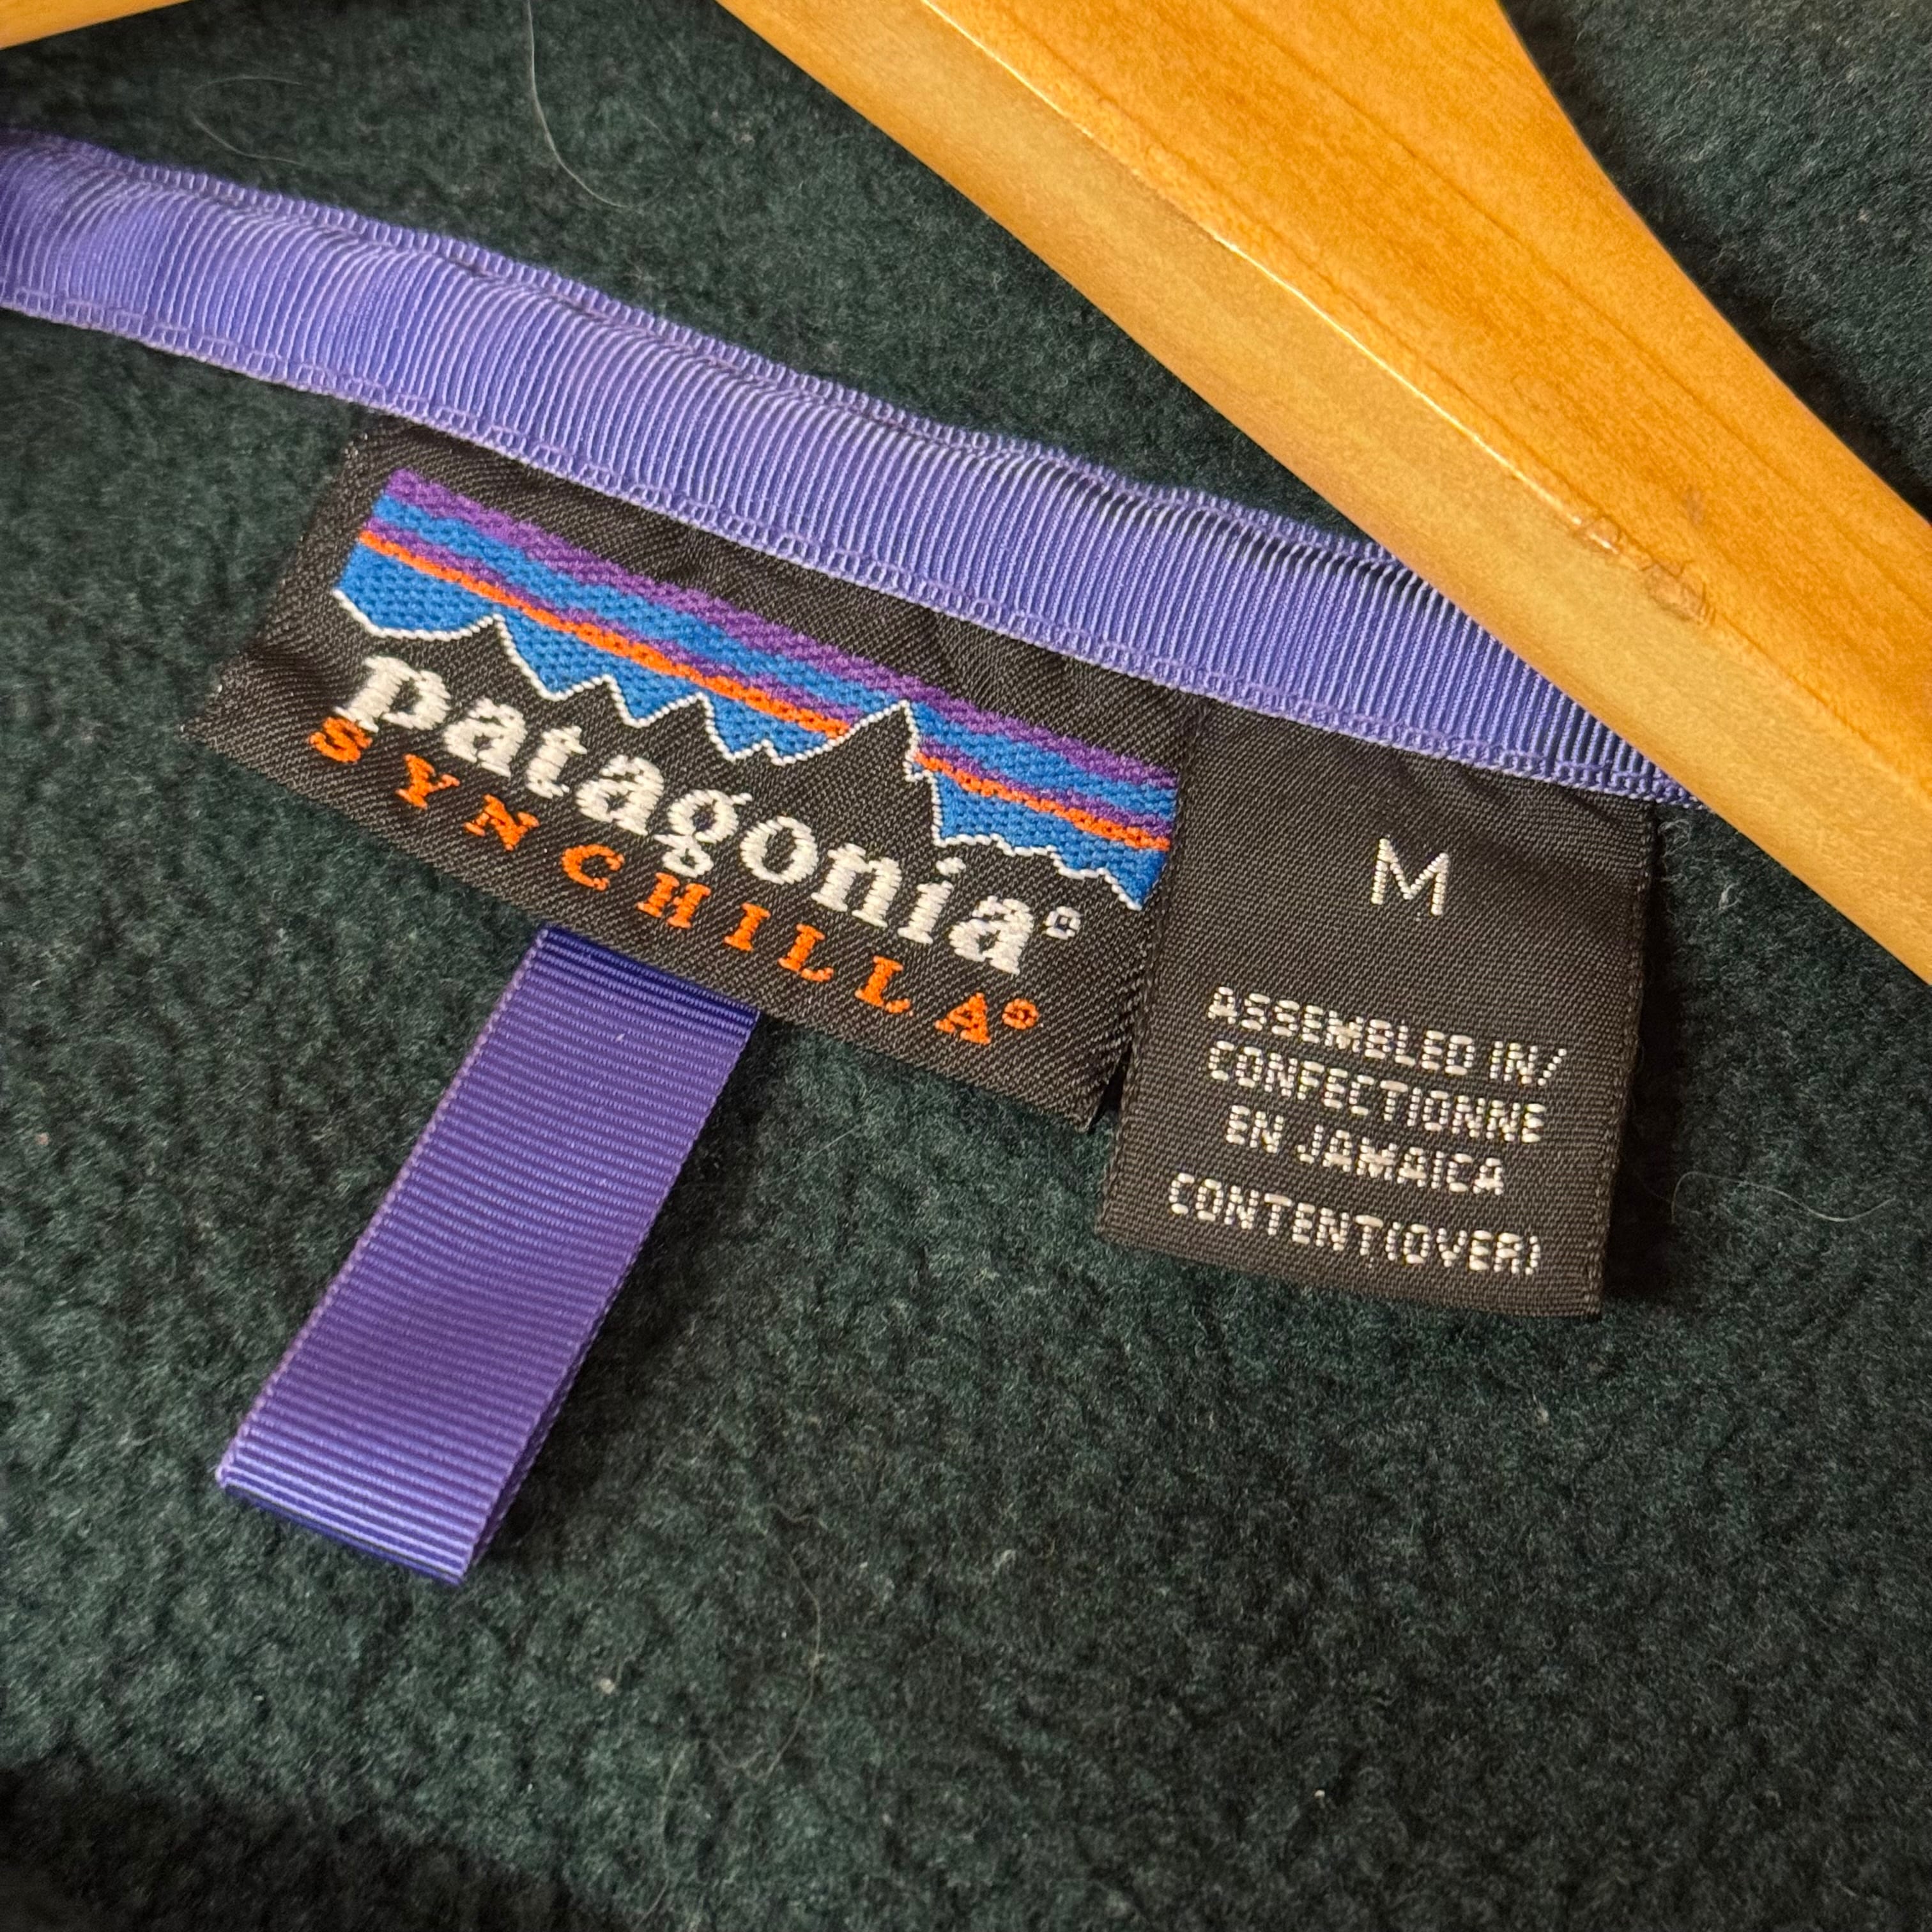 patagonia®
SYNCHILLA®
M
ASSEMBLED IN/
CONFECTIONNE
EN JAMAICA
CONTENT(OVER)